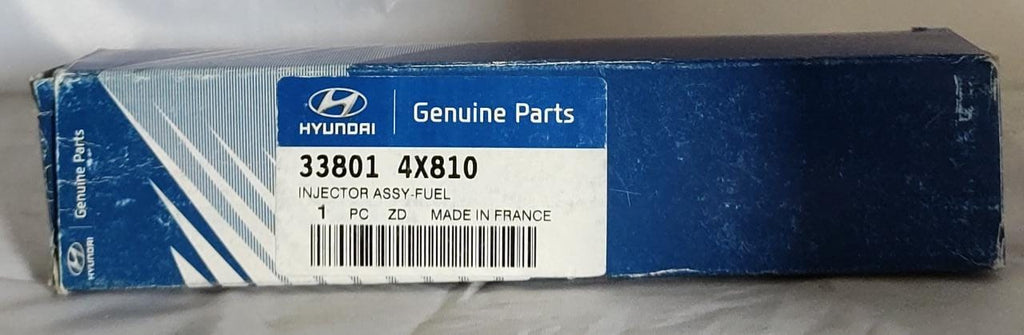 HYUNDAI
Genuine Parts
33801 4X810
INJECTOR ASSY-FUEL
1 PC ZD MADE IN FRANCE
HYUNDAI
Genuine Parts